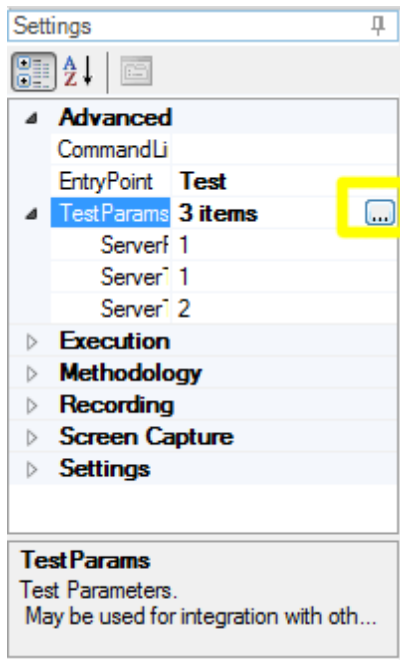 Settings
A
Z
Advanced
CommandLi
EntryPoint Test
TestParams 3 items
...
Server 1
Server 1
Server 2
Execution
Methodology
Recording
Screen Capture
Settings
TestParams
Test Parameters.
May be used for integration with oth...